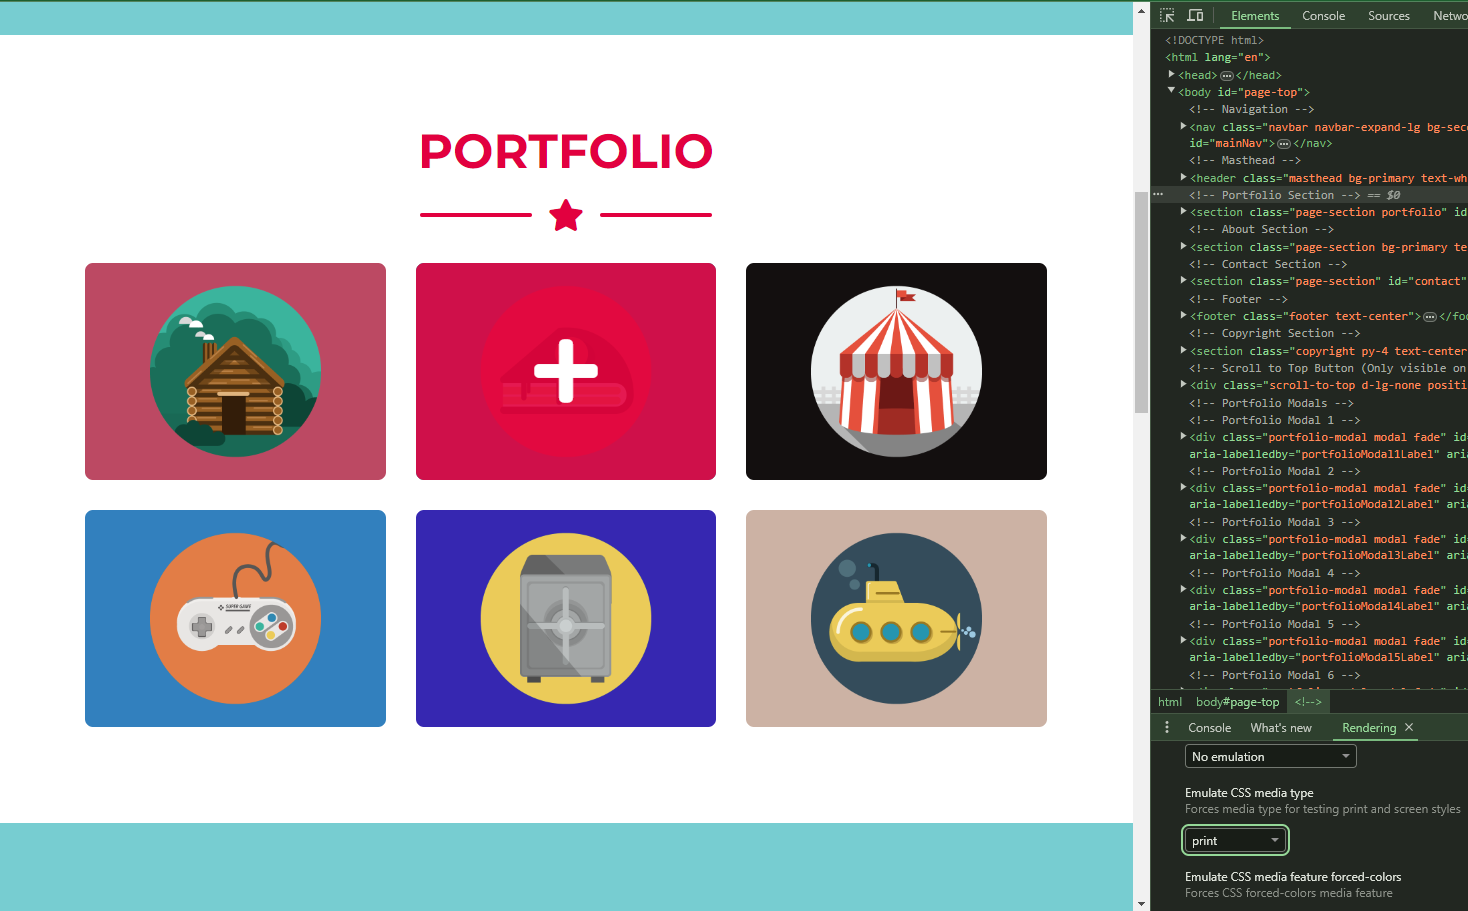 PORTFOLIO
SUPER GAMY
Elements Console Sources Netwo
<!DOCTYPE html>
<html lang="en">
<head> ••• </head>
<body id="page-top">
<!-- Navigation -->
<nav class="navbar navbar-expand-lg bg-sec
id="mainNav"> ••• </nav>
<!-- Masthead -->
<header class="masthead bg-primary text-wh
<!-- Portfolio Section --> == $0
<section class="page-section portfolio" id
<!-- About Section -->
<section class="page-section bg-primary te
<!-- Contact Section -->
<section class="page-section" id="contact"
<!-- Footer -->
<footer class="footer text-center"> ••• </foo
<!-- Copyright Section -->
<section class="copyright py-4 text-center
<!-- Scroll to Top Button (Only visible on
<div class="scroll-to-top d-lg-none positi
<!-- Portfolio Modals -->
<!-- Portfolio Modal 1 -->
<div class="portfolio-modal modal fade" id
aria-labelledby="portfolioModal1Label" aria
<!-- Portfolio Modal 2 -->
<div class="portfolio-modal modal fade" id
aria-labelledby="portfolioModal2Label" aria
<!-- Portfolio Modal 3 -->
<div class="portfolio-modal modal fade" id
aria-labelledby="portfolioModal3Label" aria
<!-- Portfolio Modal 4 -->
<div class="portfolio-modal modal fade" id
aria-labelledby="portfolioModal4Label" aria
<!-- Portfolio Modal 5 -->
<div class="portfolio-modal modal fade" id
aria-labelledby="portfolioModal5Label" aria
<!-- Portfolio Modal 6 -->
html body#page-top <!-->
Console What's new Rendering
No emulation
Emulate CSS media type
Forces media type for testing print and screen styles
print
Emulate CSS media feature forced-colors
Forces CSS forced-colors media feature